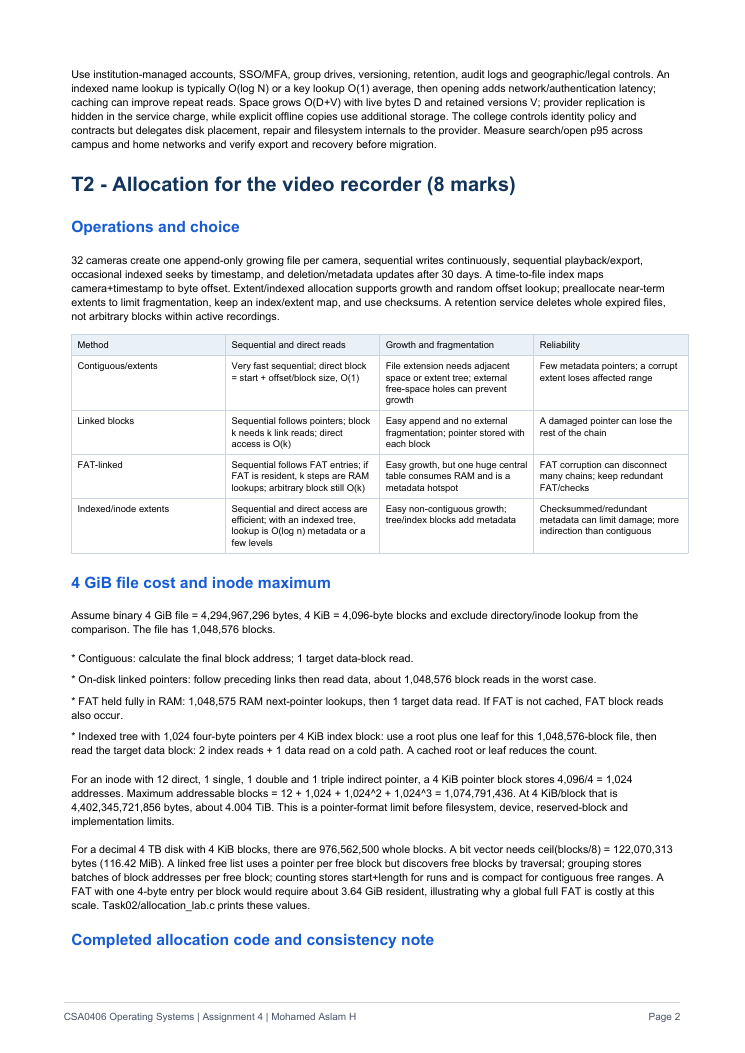 Use institution-managed accounts, SSO/MFA, group drives, versioning, retention, audit logs and geographic/legal controls. An
indexed name lookup is typically O(log N) or a key lookup O(1) average, then opening adds network/authentication latency;
caching can improve repeat reads. Space grows O(D+V) with live bytes D and retained versions V; provider replication is
hidden in the service charge, while explicit offline copies use additional storage. The college controls identity policy and
contracts but delegates disk placement, repair and filesystem internals to the provider. Measure search/open p95 across
campus and home networks and verify export and recovery before migration.
T2 - Allocation for the video recorder (8 marks)
Operations and choice
32 cameras create one append-only growing file per camera, sequential writes continuously, sequential playback/export,
occasional indexed seeks by timestamp, and deletion/metadata updates after 30 days. A time-to-file index maps
camera+timestamp to byte offset. Extent/indexed allocation supports growth and random offset lookup; preallocate near-term
extents to limit fragmentation, keep an index/extent map, and use checksums. A retention service deletes whole expired files,
not arbitrary blocks within active recordings.
Method
Sequential and direct reads
Growth and fragmentation
Reliability
Contiguous/extents
Very fast sequential; direct block
= start + offset/block size, O(1)
File extension needs adjacent
space or extent tree; external
free-space holes can prevent
growth
Few metadata pointers; a corrupt
extent loses affected range
Linked blocks
Sequential follows pointers; block
k needs k link reads; direct
access is O(k)
Easy append and no external
fragmentation; pointer stored with
each block
A damaged pointer can lose the
rest of the chain
FAT-linked
Sequential follows FAT entries; if
FAT is resident, k steps are RAM
lookups; arbitrary block still O(k)
Easy growth, but one huge central
table consumes RAM and is a
metadata hotspot
FAT corruption can disconnect
many chains; keep redundant
FAT/checks
Indexed/inode extents
Sequential and direct access are
efficient; with an indexed tree,
lookup is O(log n) metadata or a
few levels
Easy non-contiguous growth;
tree/index blocks add metadata
Checksummed/redundant
metadata can limit damage; more
indirection than contiguous
4 GiB file cost and inode maximum
Assume binary 4 GiB file = 4,294,967,296 bytes, 4 KiB = 4,096-byte blocks and exclude directory/inode lookup from the
comparison. The file has 1,048,576 blocks.
* Contiguous: calculate the final block address; 1 target data-block read.
* On-disk linked pointers: follow preceding links then read data, about 1,048,576 block reads in the worst case.
* FAT held fully in RAM: 1,048,575 RAM next-pointer lookups, then 1 target data read. If FAT is not cached, FAT block reads
also occur.
* Indexed tree with 1,024 four-byte pointers per 4 KiB index block: use a root plus one leaf for this 1,048,576-block file, then
read the target data block: 2 index reads + 1 data read on a cold path. A cached root or leaf reduces the count.
For an inode with 12 direct, 1 single, 1 double and 1 triple indirect pointer, a 4 KiB pointer block stores 4,096/4 = 1,024
addresses. Maximum addressable blocks = 12 + 1,024 + 1,024^2 + 1,024^3 = 1,074,791,436. At 4 KiB/block that is
4,402,345,721,856 bytes, about 4.004 TiB. This is a pointer-format limit before filesystem, device, reserved-block and
implementation limits.
For a decimal 4 TB disk with 4 KiB blocks, there are 976,562,500 whole blocks. A bit vector needs ceil(blocks/8) = 122,070,313
bytes (116.42 MiB). A linked free list uses a pointer per free block but discovers free blocks by traversal; grouping stores
batches of block addresses per free block; counting stores start+length for runs and is compact for contiguous free ranges. A
FAT with one 4-byte entry per block would require about 3.64 GiB resident, illustrating why a global full FAT is costly at this
scale. Task02/allocation_lab.c prints these values.
Completed allocation code and consistency note
CSA0406 Operating Systems | Assignment 4 | Mohamed Aslam H
Page 2